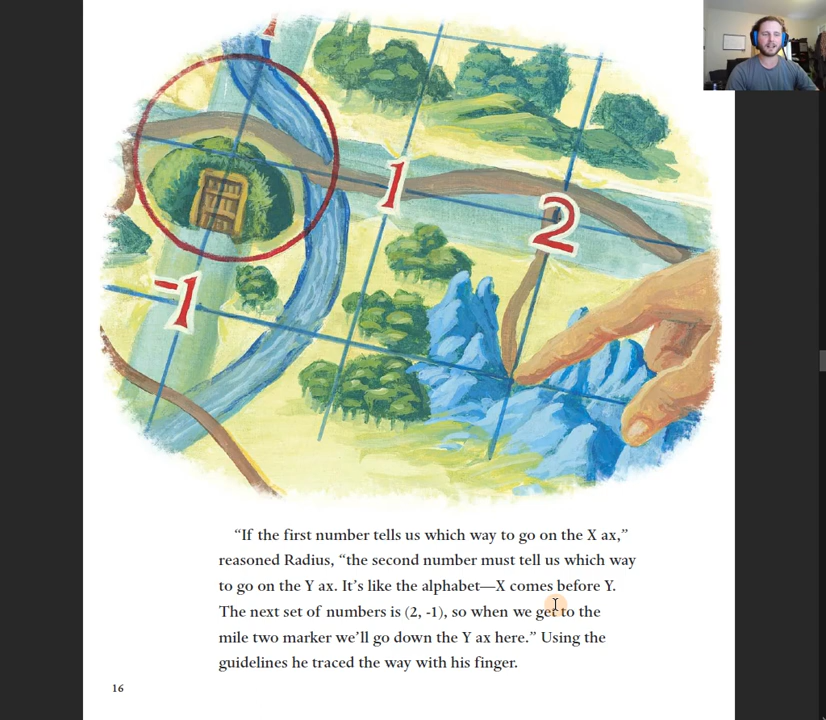 1
1
2
-1
“If the first number tells us which way to go on the X ax,”
reasoned Radius, “the second number must tell us which way
to go on the Y ax. It’s like the alphabet—X comes before Y.
The next set of numbers is (2, -1), so when we get to the
mile two marker we’ll go down the Y ax here.” Using the
guidelines he traced the way with his finger.
16